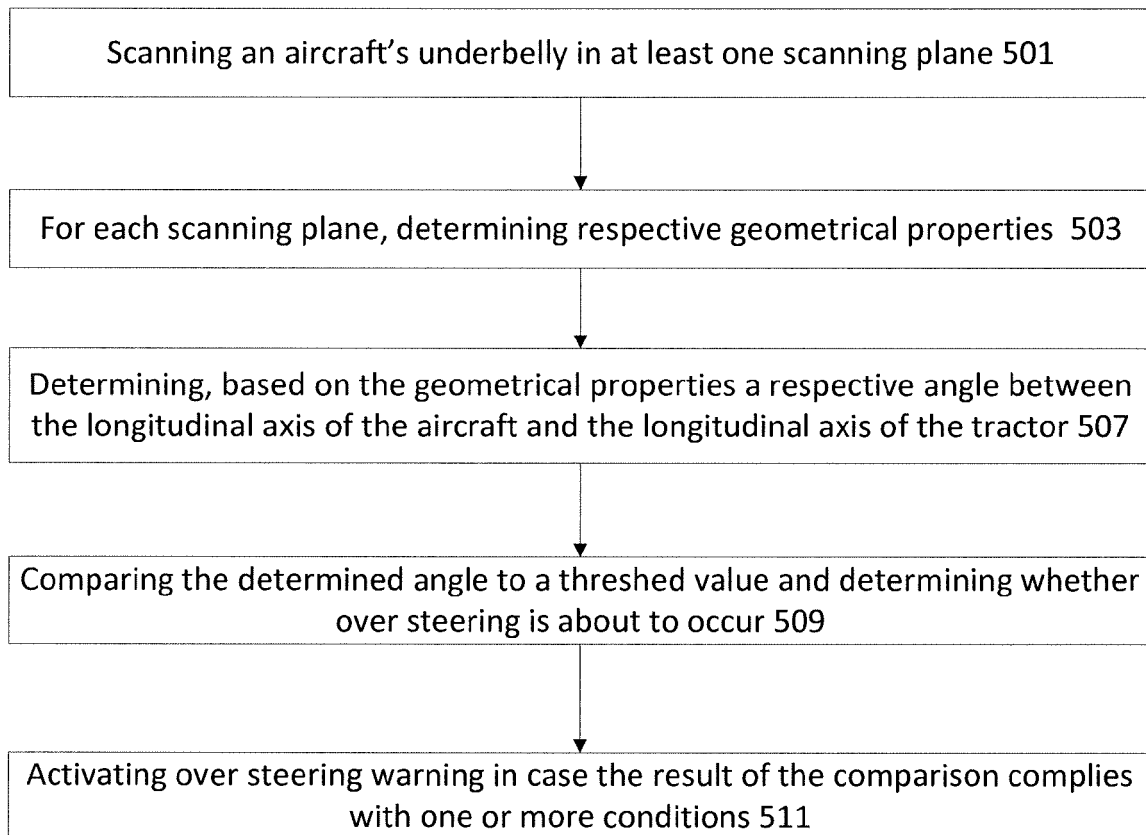 Scanning an aircraft’s underbelly in at least one scanning plane 501
For each scanning plane, determining respective geometrical properties 503
Determining, based on the geometrical properties a respective angle between
the longitudinal axis of the aircraft and the longitudinal axis of the tractor 507
Comparing the determined angle to a threshed value and determining whether
over steering is about to occur 509
Activating over steering warning in case the result of the comparison complies
with one or more conditions 511